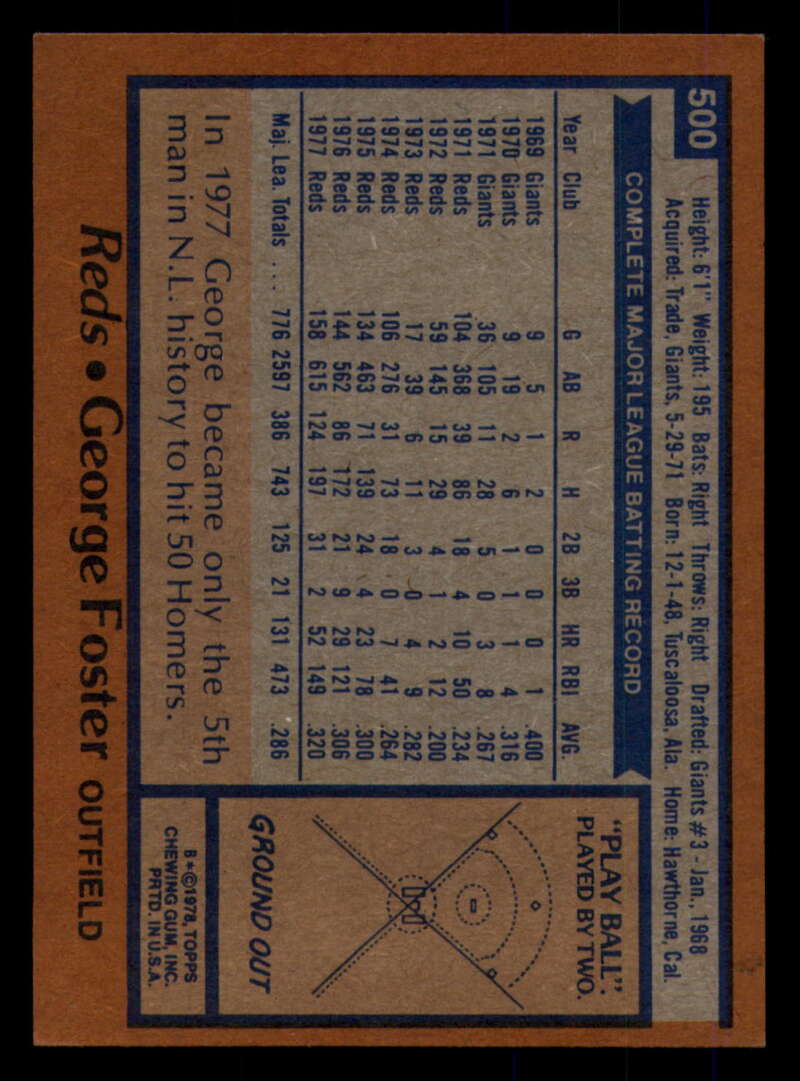 500
Height: 6'1" Weight: 195 Bats: Right Throws: Right Drafted: Giants #3 - Jan., 1968
Acquired: Trade, Giants, 5-29-71 Born: 12-1-48, Tuscaloosa, Ala. Home: Hawthorne, Cal.
COMPLETE MAJOR LEAGUE BATTING RECORD
Year Club G AB R H 2B 3B HR RBI AVG.
1969 Giants 9 5 1 2 0 0 0 1 .400
1970 Giants 9 19 2 6 1 1 1 4 .316
1971 Giants 36 105 11 28 5 0 3 8 .267
1971 Reds 104 368 39 86 18 4 10 50 .234
1972 Reds 59 145 15 29 4 1 2 12 .200
1973 Reds 17 39 6 11 3 0 4 9 .282
1974 Reds 106 276 31 73 18 0 7 41 .264
1975 Reds 134 463 71 139 24 4 23 78 .300
1976 Reds 144 562 86 172 21 9 29 121 .306
1977 Reds 158 615 124 197 31 2 52 149 .320
Maj. Lea. Totals . . . 776 2597 386 743 125 21 131 473 .286
In 1977 George became only the 5th
man in N.L. history to hit 50 Homers.
"PLAY BALL":
PLAYED BY TWO.
GROUND OUT
B*©1978, TOPPS
CHEWING GUM, INC.
PRTD. IN U.S.A.
Reds • George Foster OUTFIELD